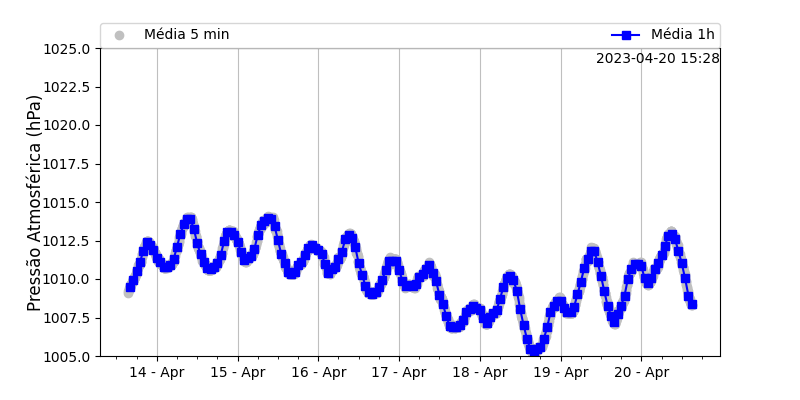 Média 5 min
Média 1h
2023-04-20 15:28
Pressão Atmosférica (hPa)
1025.0
1022.5
1020.0
1017.5
1015.0
1012.5
1010.0
1007.5
1005.0
14 - Apr
15 - Apr
16 - Apr
17 - Apr
18 - Apr
19 - Apr
20 - Apr